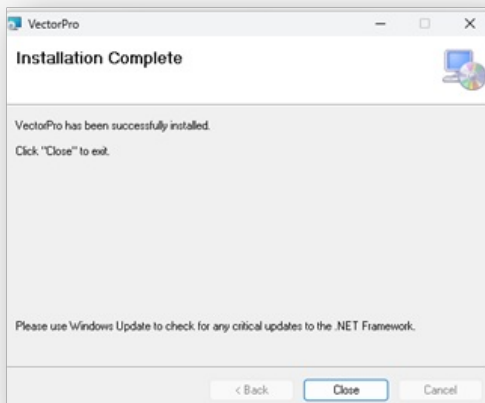 VectorPro
Installation Complete
VectorPro has been successfully installed.
Click "Close" to exit.
Please use Windows Update to check for any critical updates to the .NET Framework.
< Back
Close
Cancel